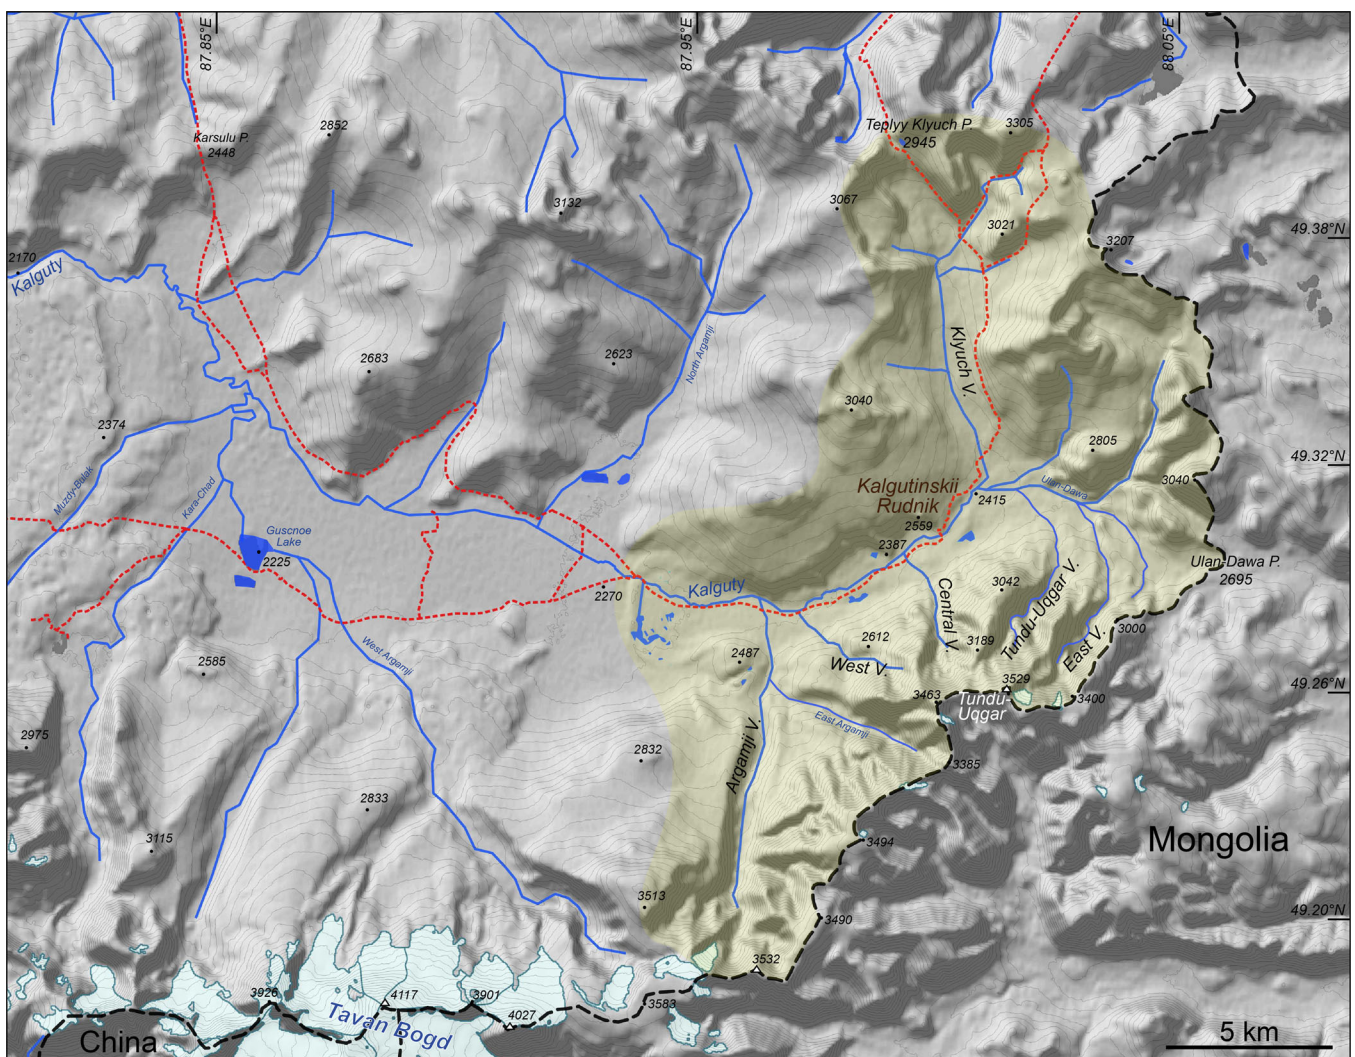 87.85°E
87.95°E
88.05°E
Karsulu P.
2448
2852
Teplyy Klyuch P.
2945
3305
3132
3067
3021
3207
49.38°N
2170
Kalguty
North Argamji
Klyuch V.
2683
2623
3040
2805
2374
49.32°N
Muzdy-Bulak
Kara-Chad
Kalgutinskii
Rudnik
2559
2415
Ulan-Dawa
3040
Guscnoe
Lake
2225
2387
Ulan-Dawa P.
2695
2270
Kalguty
Central V.
3042
Tundu-Uqgar V.
East V.
3000
West Argamji
2612
West V.
3189
2585
2487
3529
3463
Tundu-
Uqgar
3400
49.26°N
2975
2832
Argamji V.
East Argamji
3385
2833
3115
3494
Mongolia
3513
3490
49.20°N
3532
3926
4117
3901
3583
4027
Tavan Bogd
China
5 km